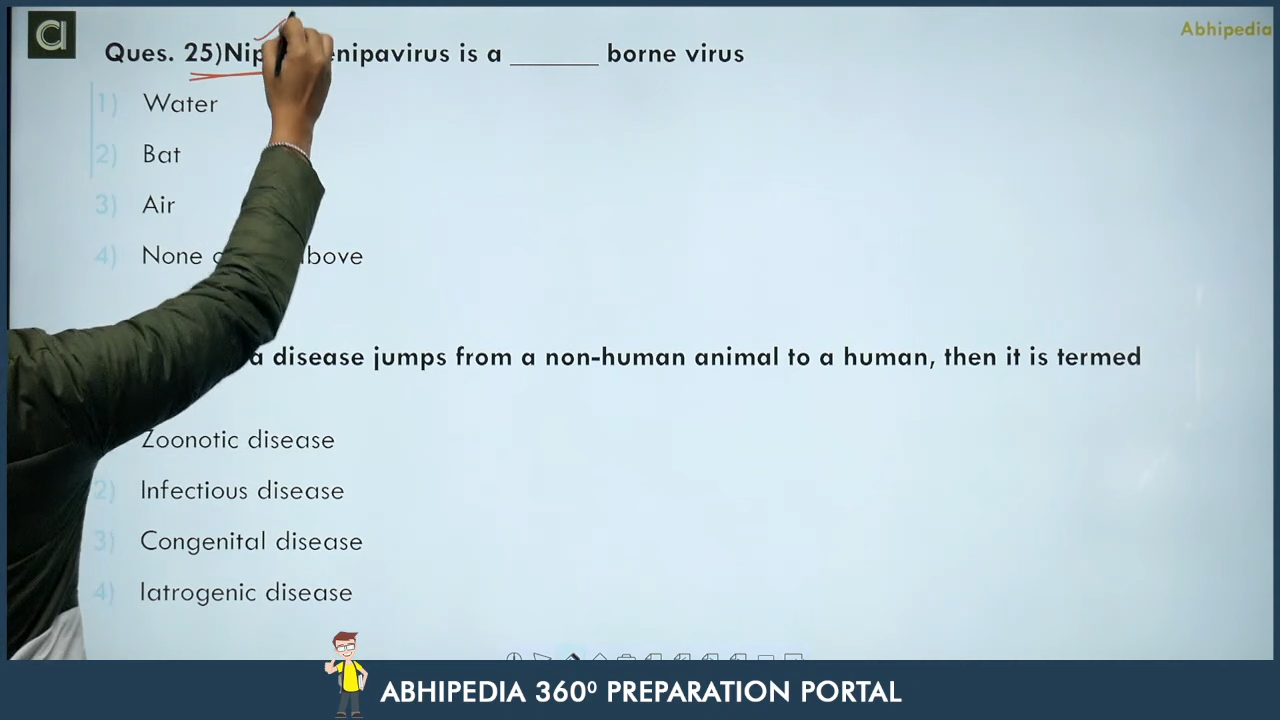 Abhipedia
Ques. 25)Nip enipavirus is a ______ borne virus
1) Water
2) Bat
3) Air
4) None bove
a disease jumps from a non-human animal to a human, then it is termed
Zoonotic disease
2) Infectious disease
3) Congenital disease
4) Iatrogenic disease
ABHIPEDIA 360⁰ PREPARATION PORTAL